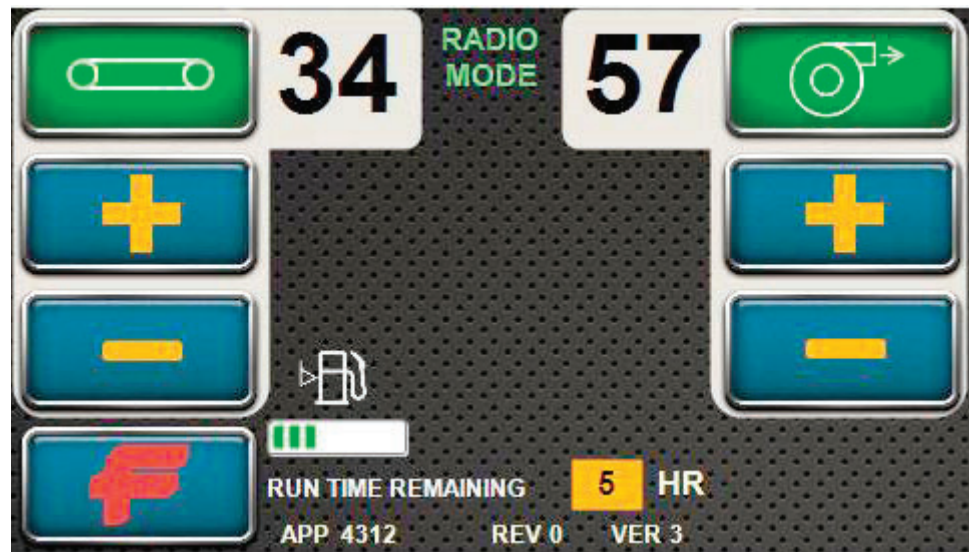 34 RADIO MODE 57
+ +
- -
F
RUN TIME REMAINING 5 HR
APP 4312 REV 0 VER 3